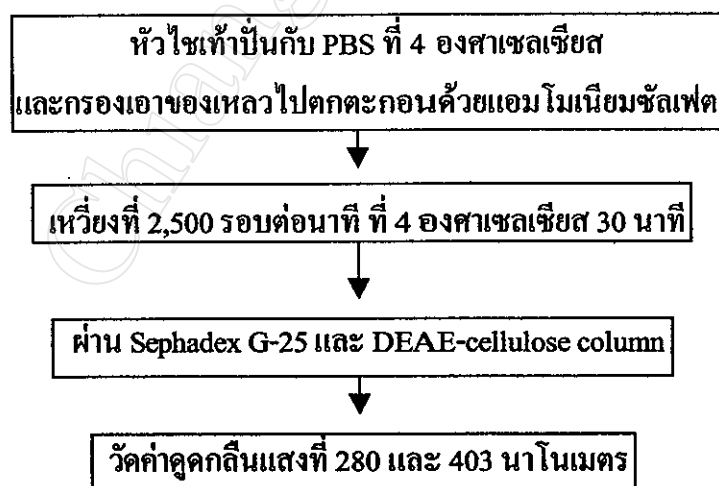 หัวไชเท้าปั่นกับ PBS ที่ 4 องศาเซลเซียส
และกรองเอาของเหลวไปตกตะกอนด้วยแอมโมเนียมซัลเฟต
เหวี่ยงที่ 2,500 รอบต่อนาที ที่ 4 องศาเซลเซียส 30 นาที
ผ่าน Sephadex G-25 และ DEAE-cellulose column
วัดค่าดูดกลืนแสงที่ 280 และ 403 นาโนเมตร